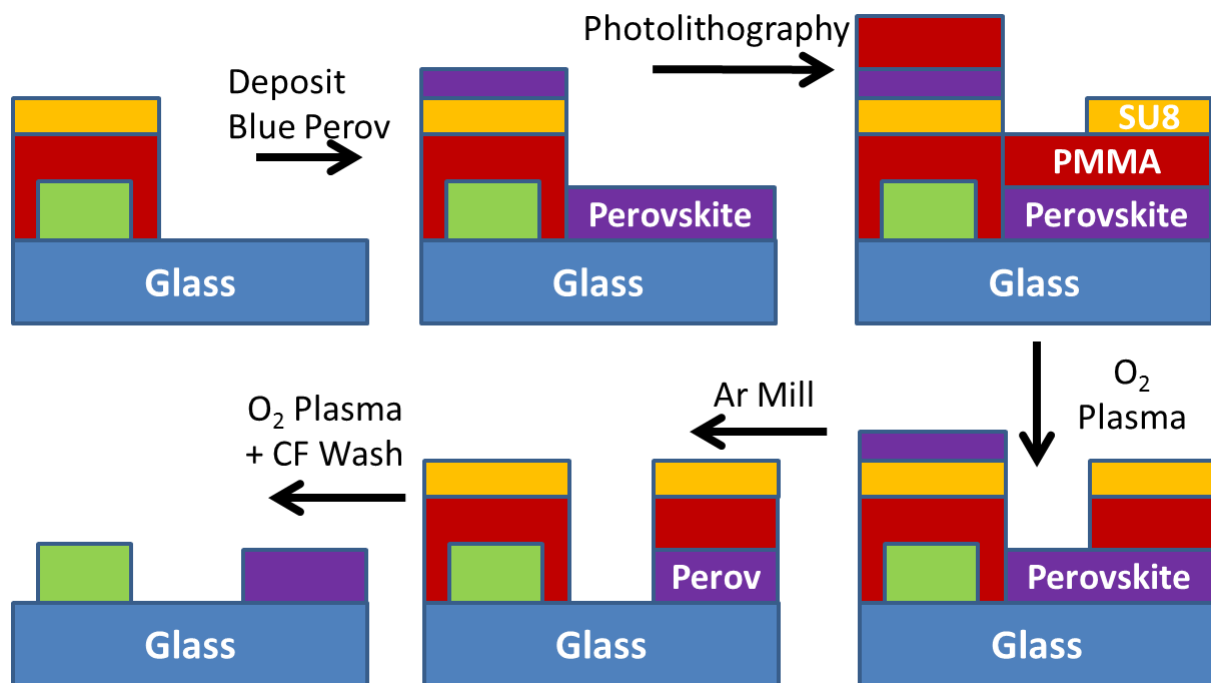 Photolithography
Deposit
Blue Perov
SU8
PMMA
Perovskite
Perovskite
Glass
Glass
Glass
O₂
Plasma
Ar Mill
O₂ Plasma
+ CF Wash
Perov
Perovskite
Glass
Glass
Glass